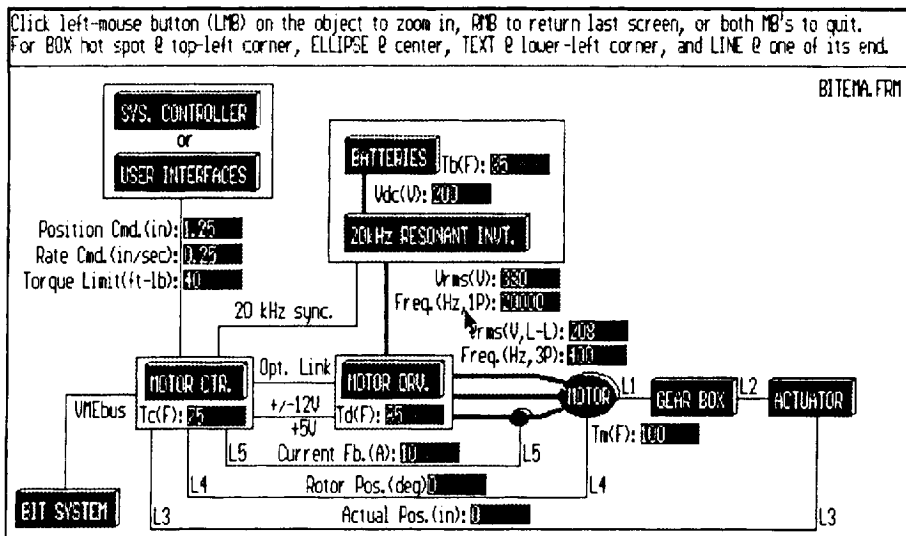 Click left-mouse button (LMB) on the object to zoom in, RMB to return last screen, or both MB's to quit.
For BOX hot spot @ top-left corner, ELLIPSE @ center, TEXT @ lower-left corner, and LINE @ one of its end.
BITEMA.FRM
SYS. CONTROLLER
or
USER INTERFACES
BATTERIES
Tb(F):
Vdc(V): 200
20kHz RESONANT INVT.
Position Cmd.(in): 1.25
Rate Cmd.(in/sec): 0.25
Torque Limit(ft-lb): 40
Vrms(V):
Freq.(Hz,1P): 20000
20 kHz sync.
Vrms(V,L-L): 208
Freq.(Hz,3P): 400
MOTOR CTR.
Tc(F):
Opt. Link
+/-12V
+5V
MOTOR DRV.
Td(F):
MOTOR
L1
GEAR BOX
L2
ACTUATOR
Tm(F): 100
VMEbus
L5
Current Fb.(A): 10
L5
L4
Rotor Pos.(deg) 0
L4
BIT SYSTEM
L3
Actual Pos.(in): 0
L3